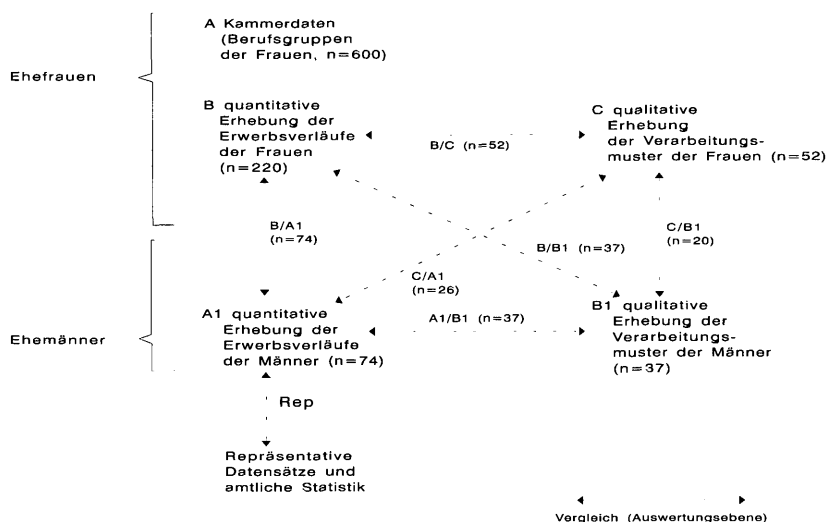 A Kammerdaten
(Berufsgruppen
der Frauen, n=600)
Ehefrauen
B quantitative
Erhebung der
Erwerbsverläufe
der Frauen
(n=220)
B/C (n=52)
C qualitative
Erhebung
der Verarbeitungs-
muster der Frauen (n=52)
B/A1
(n=74)
C/B1
(n=20)
B/B1 (n=37)
C/A1
(n=26)
Ehemänner
A1 quantitative
Erhebung der
Erwerbsverläufe
der Männer (n=74)
A1/B1 (n=37)
B1 qualitative
Erhebung der
Verarbeitungs-
muster der Männer
(n=37)
Rep
Repräsentative
Datensätze und
amtliche Statistik
Vergleich (Auswertungsebene)